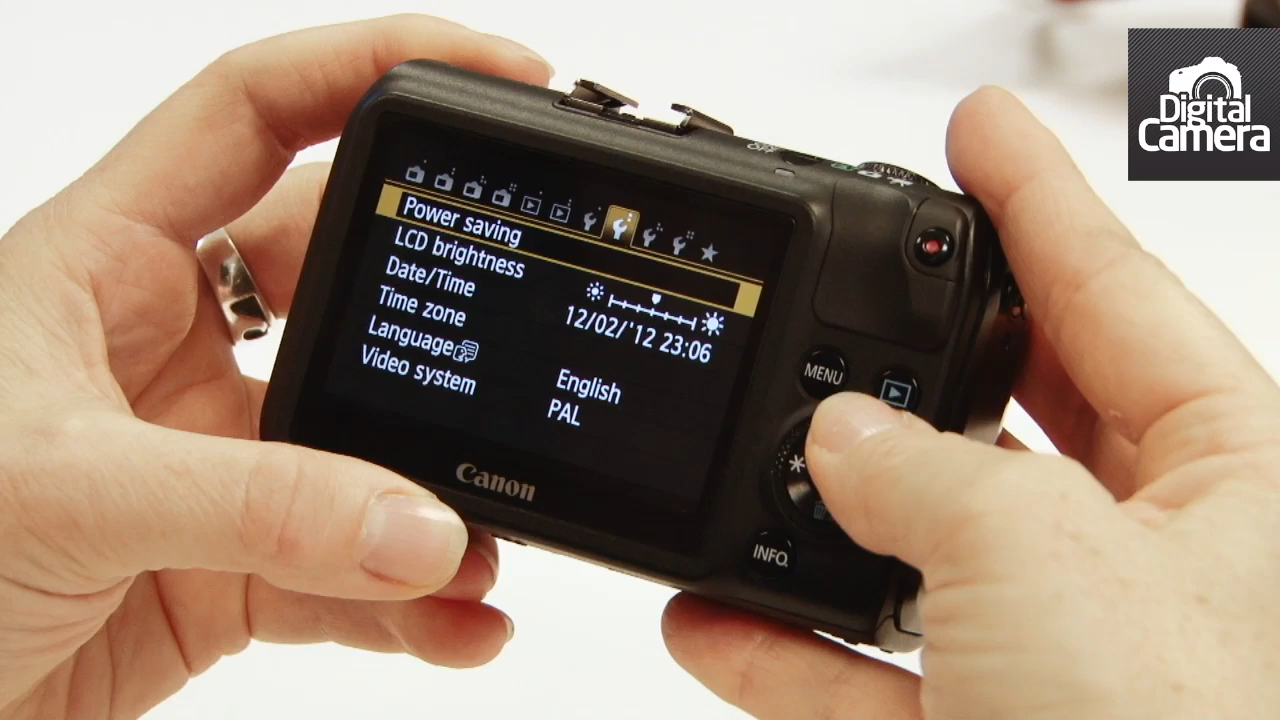 Digital
Camera
OFF
Power saving
LCD brightness
Date/Time 12/02/'12 23:06
Time zone
Language English
Video system PAL
Canon
MENU
INFO.